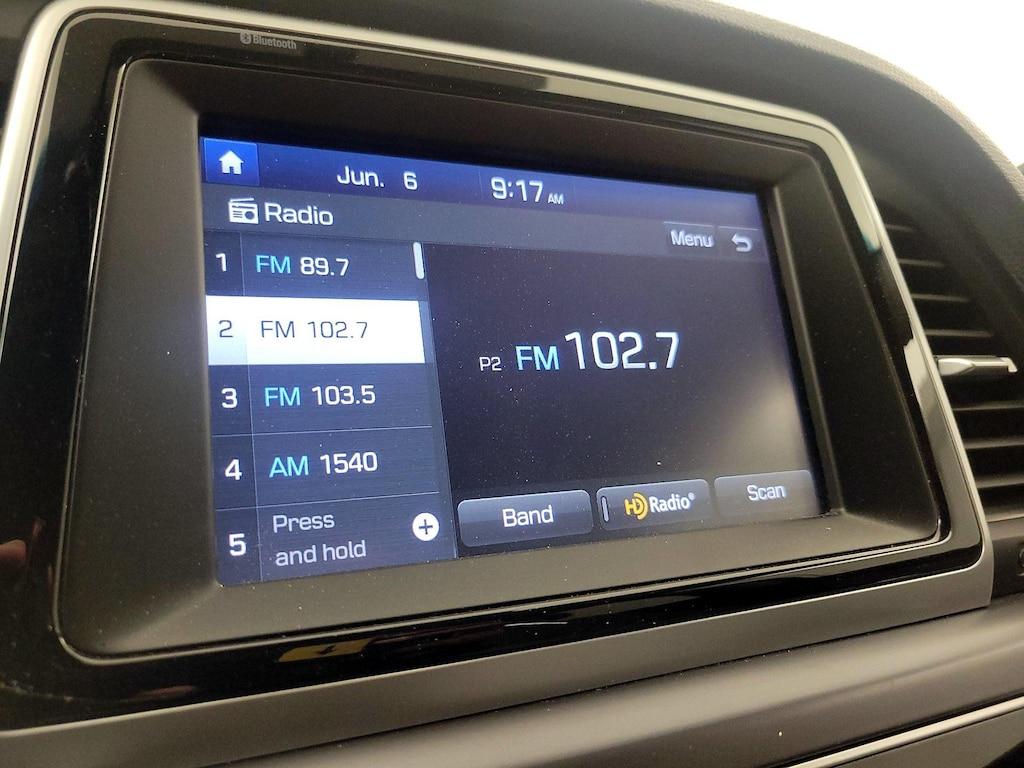 Bluetooth
Jun. 6 9:17 AM
Radio
Menu
1 FM 89.7
2 FM 102.7
3 FM 103.5
4 AM 1540
5 Press
and hold
P2 FM 102.7
Band HD Radio® Scan